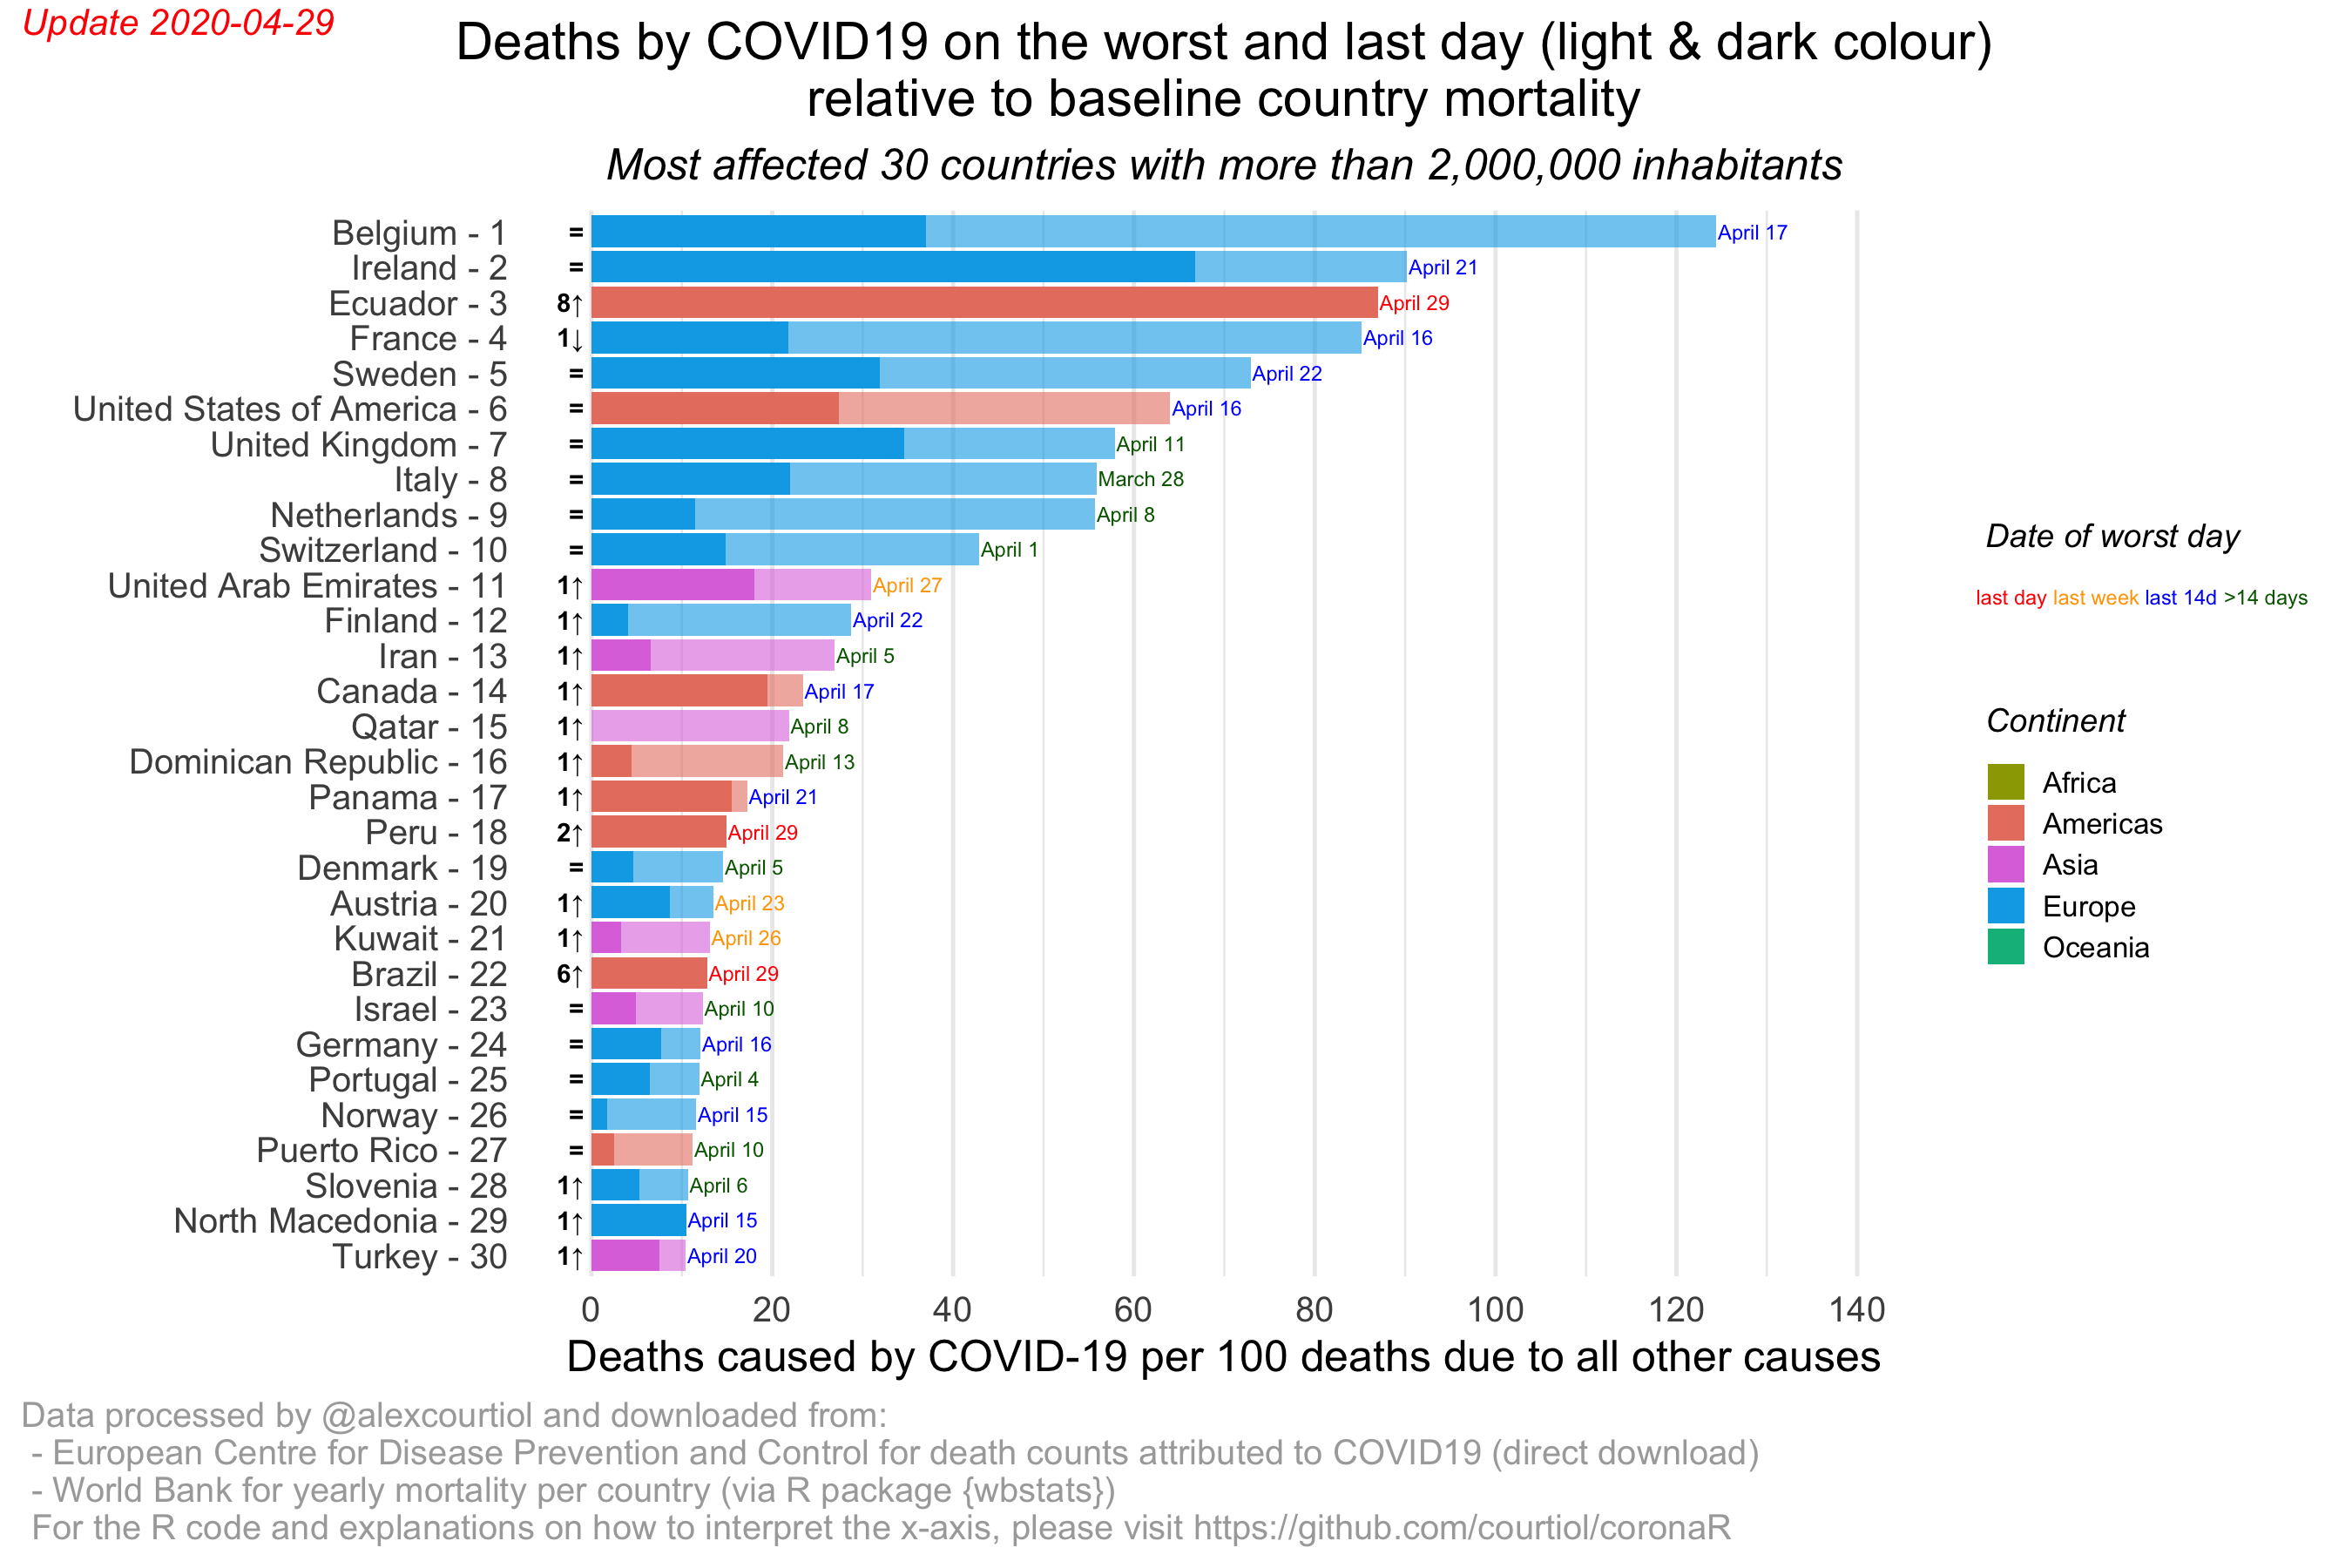 Update 2020-04-29
Deaths by COVID19 on the worst and last day (light & dark colour)
relative to baseline country mortality
Most affected 30 countries with more than 2,000,000 inhabitants
Belgium - 1 = April 17
Ireland - 2 = April 21
Ecuador - 3 8↑ April 29
France - 4 1↓ April 16
Sweden - 5 = April 22
United States of America - 6 = April 16
United Kingdom - 7 = April 11
Italy - 8 = March 28
Netherlands - 9 = April 8
Switzerland - 10 = April 1
United Arab Emirates - 11 1↑ April 27
Finland - 12 1↑ April 22
Iran - 13 1↑ April 5
Canada - 14 1↑ April 17
Qatar - 15 1↑ April 8
Dominican Republic - 16 1↑ April 13
Panama - 17 1↑ April 21
Peru - 18 2↑ April 29
Denmark - 19 = April 5
Austria - 20 1↑ April 23
Kuwait - 21 1↑ April 26
Brazil - 22 6↑ April 29
Israel - 23 = April 10
Germany - 24 = April 16
Portugal - 25 = April 4
Norway - 26 = April 15
Puerto Rico - 27 = April 10
Slovenia - 28 1↑ April 6
North Macedonia - 29 1↑ April 15
Turkey - 30 1↑ April 20
0 20 40 60 80 100 120 140
Deaths caused by COVID-19 per 100 deaths due to all other causes
Date of worst day
last day last week last 14d >14 days
Continent
Africa
Americas
Asia
Europe
Oceania
Data processed by @alexcourtiol and downloaded from:
- European Centre for Disease Prevention and Control for death counts attributed to COVID19 (direct download)
- World Bank for yearly mortality per country (via R package {wbstats})
For the R code and explanations on how to interpret the x-axis, please visit https://github.com/courtiol/coronaR